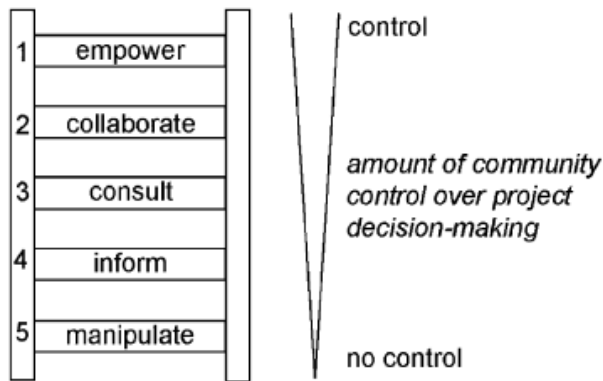 1 empower
2 collaborate
3 consult
4 inform
5 manipulate
control
amount of community
control over project
decision-making
no control